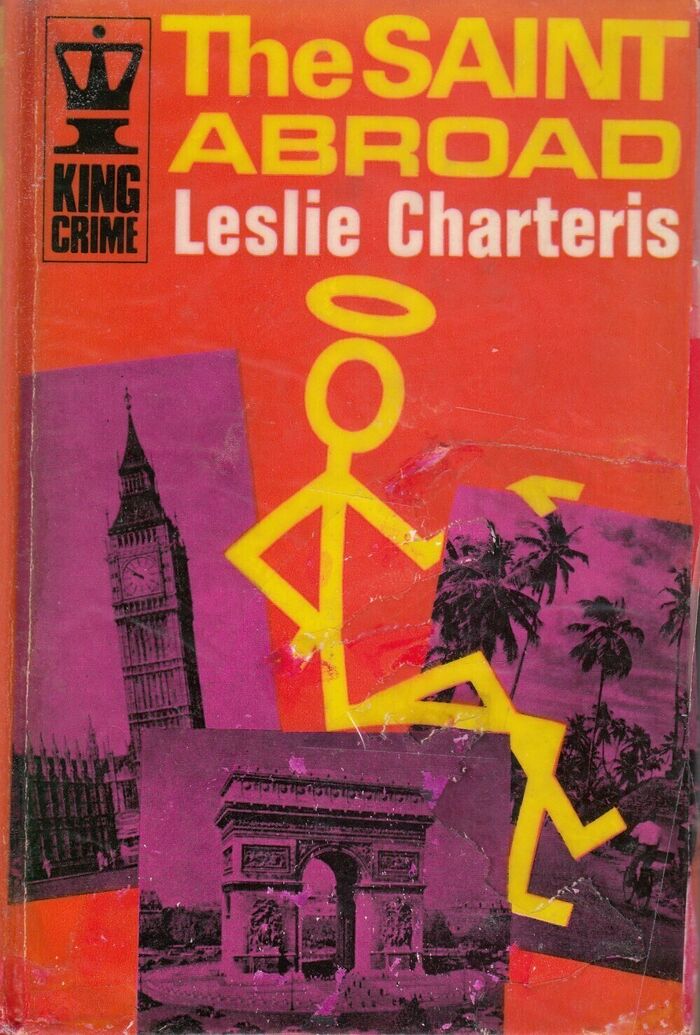 The SAINT
ABROAD
Leslie Charteris
KING
CRIME